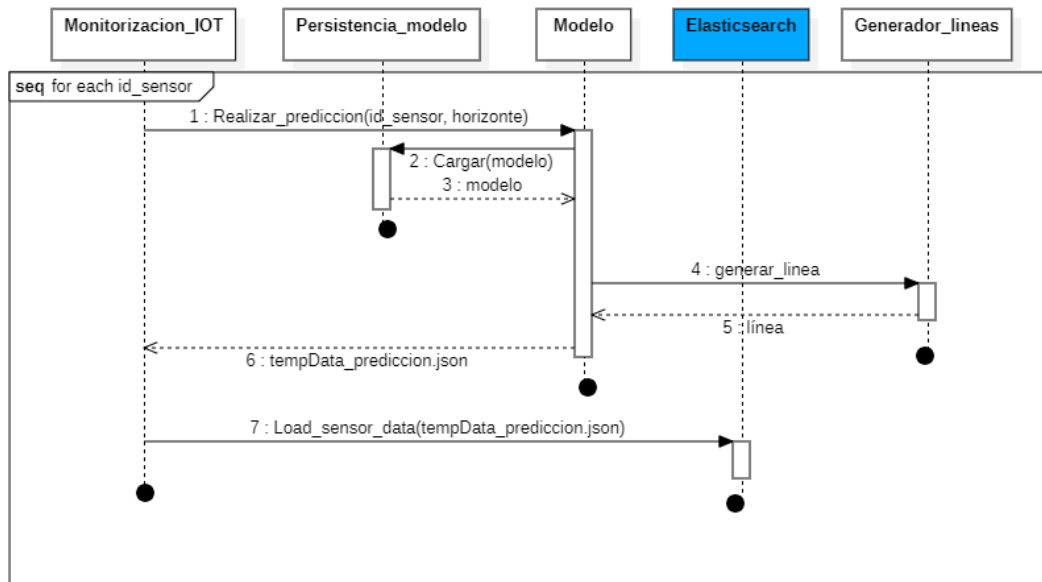 Monitorizacion_IOT
Persistencia_modelo
Modelo
Elasticsearch
Generador_lineas
seq for each id_sensor
1 : Realizar_prediccion(id_sensor, horizonte)
2 : Cargar(modelo)
3 : modelo
4 : generar_linea
5 : línea
6 : tempData_prediccion.json
7 : Load_sensor_data(tempData_prediccion.json)